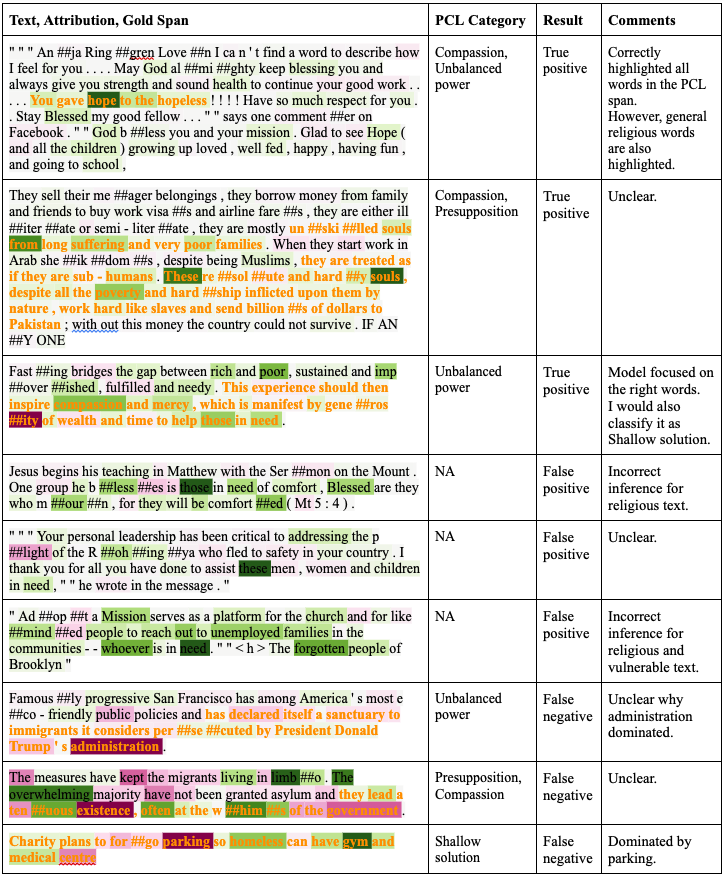 Text, Attribution, Gold Span PCL Category Result Comments
" " " An ##ja Ring ##gren Love ##n I ca n ' t find a word to describe how
I feel for you . . . . May God al ##mi ##ghty keep blessing you and
always give you strength and sound health to continue your good work . .
. . . You gave hope to the hopeless ! ! ! ! Have so much respect for you .
. Stay Blessed my good fellow . . . " " says one comment ##er on
Facebook . " " God b ##less you and your mission . Glad to see Hope (
and all the children ) growing up loved , well fed , happy , having fun ,
and going to school ,
Compassion,
Unbalanced
power
True
positive
Correctly
highlighted all
words in the PCL
span.
However, general
religious words
are also
highlighted.
They sell their me ##ager belongings , they borrow money from family
and friends to buy work visa ##s and airline fare ##s , they are either ill
##iter ##ate or semi - liter ##ate , they are mostly un ##ski ##lled souls
from long suffering and very poor families . When they start work in
Arab she ##ik ##dom ##s , despite being Muslims , they are treated as
if they are sub - humans . These re ##sol ##ute and hard ##y souls ,
despite all the poverty and hard ##ship inflicted upon them by
nature , work hard like slaves and send billion ##s of dollars to
Pakistan ; with out this money the country could not survive . IF AN
##Y ONE
Compassion,
Presupposition
True
positive
Unclear.
Fast ##ing bridges the gap between rich and poor , sustained and imp
##over ##ished , fulfilled and needy . This experience should then
inspire compassion and mercy , which is manifest by gene ##ros
##ity of wealth and time to help those in need .
Unbalanced
power
True
positive
Model focused on
the right words.
I would also
classify it as
Shallow solution.
Jesus begins his teaching in Matthew with the Ser ##mon on the Mount .
One group he b ##less ##es is those in need of comfort , Blessed are they
who m ##our ##n , for they will be comfort ##ed ( Mt 5 : 4 ) .
NA
False
positive
Incorrect
inference for
religious text.
" " " Your personal leadership has been critical to addressing the p
##light of the R ##oh ##ing ##ya who fled to safety in your country . I
thank you for all you have done to assist these men , women and children
in need , " " he wrote in the message . "
NA
False
positive
Unclear.
" Ad ##op ##t a Mission serves as a platform for the church and for like
##mind ##ed people to reach out to unemployed families in the
communities - - whoever is in need . " " < h > The forgotten people of
Brooklyn "
NA
False
positive
Incorrect
inference for
religious and
vulnerable text.
Famous ##ly progressive San Francisco has among America ' s most e
##co - friendly public policies and has declared itself a sanctuary to
immigrants it considers per ##se ##cuted by President Donald
Trump ' s administration .
Unbalanced
power
False
negative
Unclear why
administration
dominated.
The measures have kept the migrants living in limb ##o . The
overwhelming majority have not been granted asylum and they lead a
ten ##uous existence , often at the w ##him ##s of the government .
Presupposition,
Compassion
False
negative
Unclear.
Charity plans to for ##go parking so homeless can have gym and
medical centre
Shallow
solution
False
negative
Dominated by
parking.